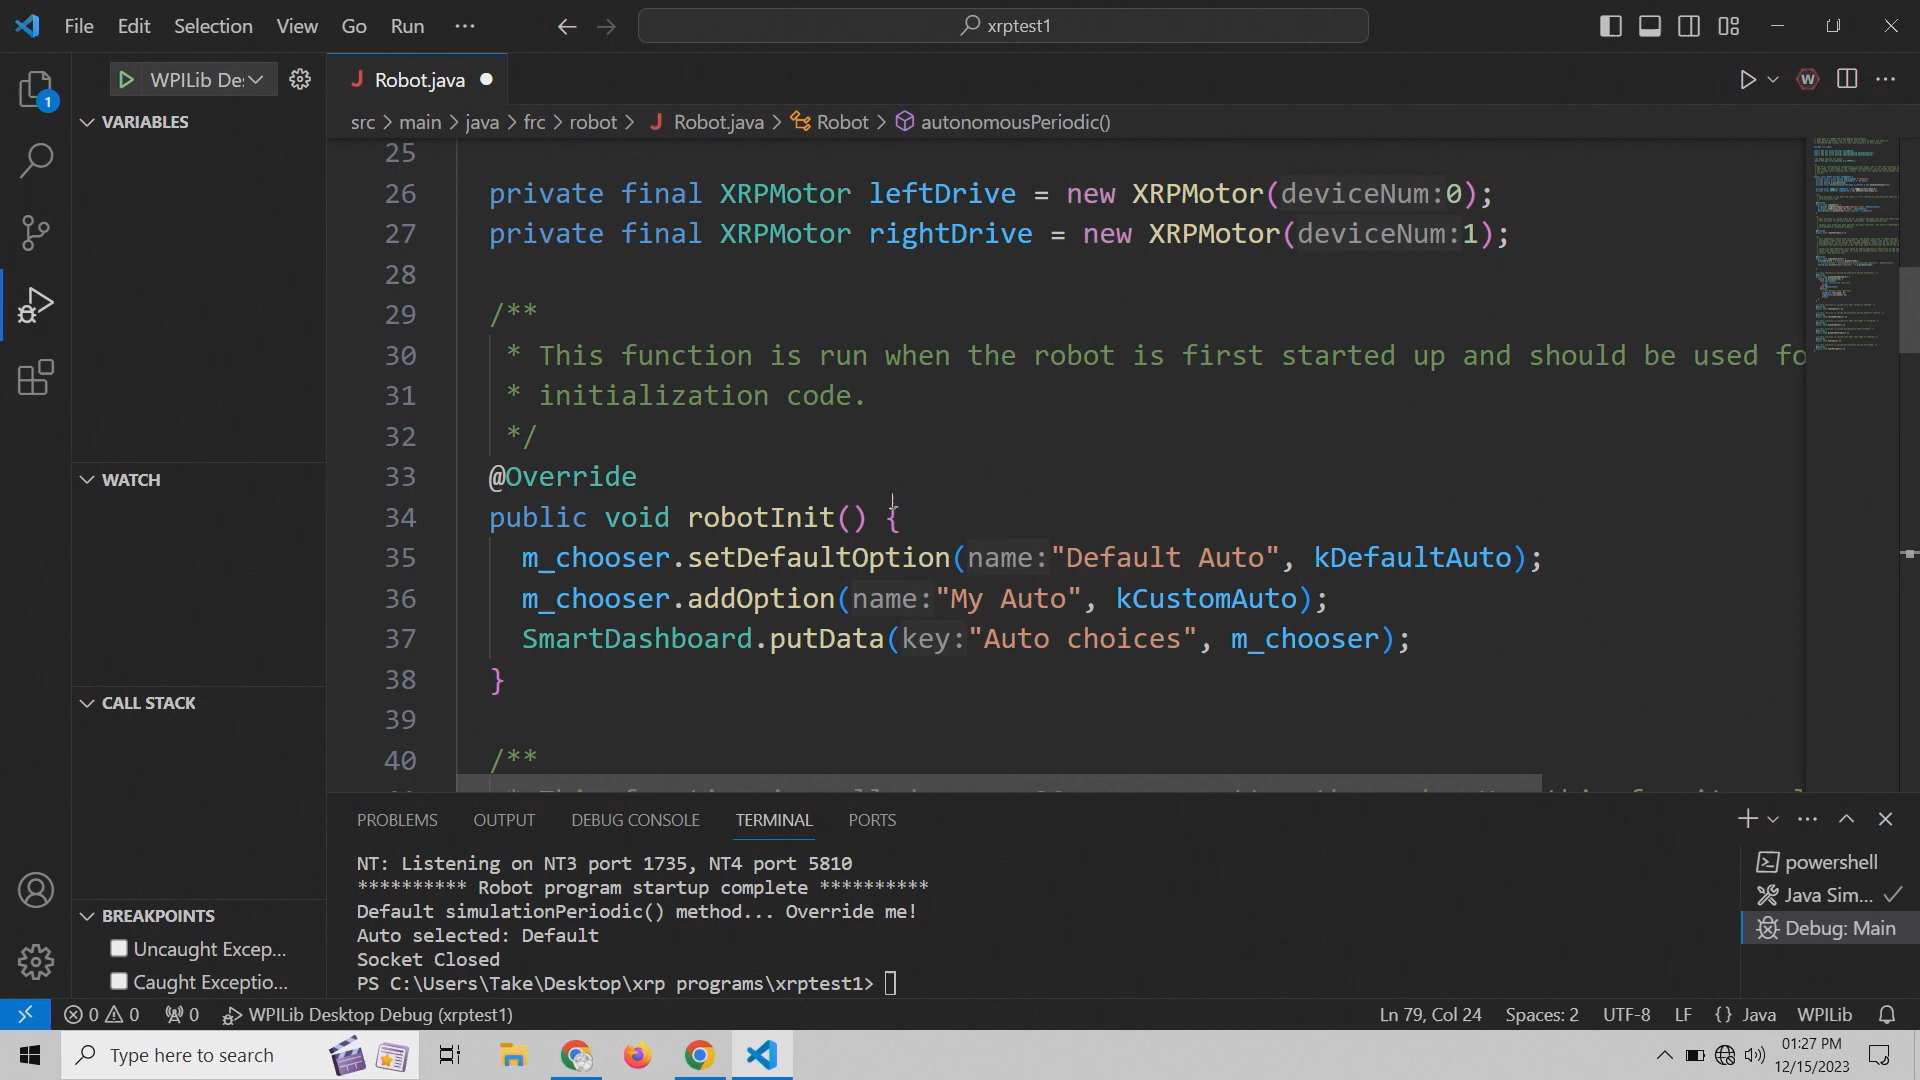 File Edit Selection View Go Run ···
xrptest1
WPILib De:
Robot.java
src > main > java > frc > robot > Robot.java > Robot > autonomousPeriodic()
VARIABLES
WATCH
CALL STACK
BREAKPOINTS
Uncaught Excep...
Caught Exceptio...
25
26 private final XRPMotor leftDrive = new XRPMotor(deviceNum:0);
27 private final XRPMotor rightDrive = new XRPMotor(deviceNum:1);
28
29 /**
30 * This function is run when the robot is first started up and should be used fo
31 * initialization code.
32 */
33 @Override
34 public void robotInit() {
35 m_chooser.setDefaultOption(name:"Default Auto", kDefaultAuto);
36 m_chooser.addOption(name:"My Auto", kCustomAuto);
37 SmartDashboard.putData(key:"Auto choices", m_chooser);
38 }
39
40 /**
PROBLEMS OUTPUT DEBUG CONSOLE TERMINAL PORTS
NT: Listening on NT3 port 1735, NT4 port 5810
********** Robot program startup complete **********
Default simulationPeriodic() method... Override me!
Auto selected: Default
Socket Closed
PS C:\Users\Take\Desktop\xrp programs\xrptest1>
powershell
Java Sim...
Debug: Main
0 0 0 WPILib Desktop Debug (xrptest1) Ln 79, Col 24 Spaces: 2 UTF-8 LF {} Java WPILib
Type here to search
01:27 PM
12/15/2023